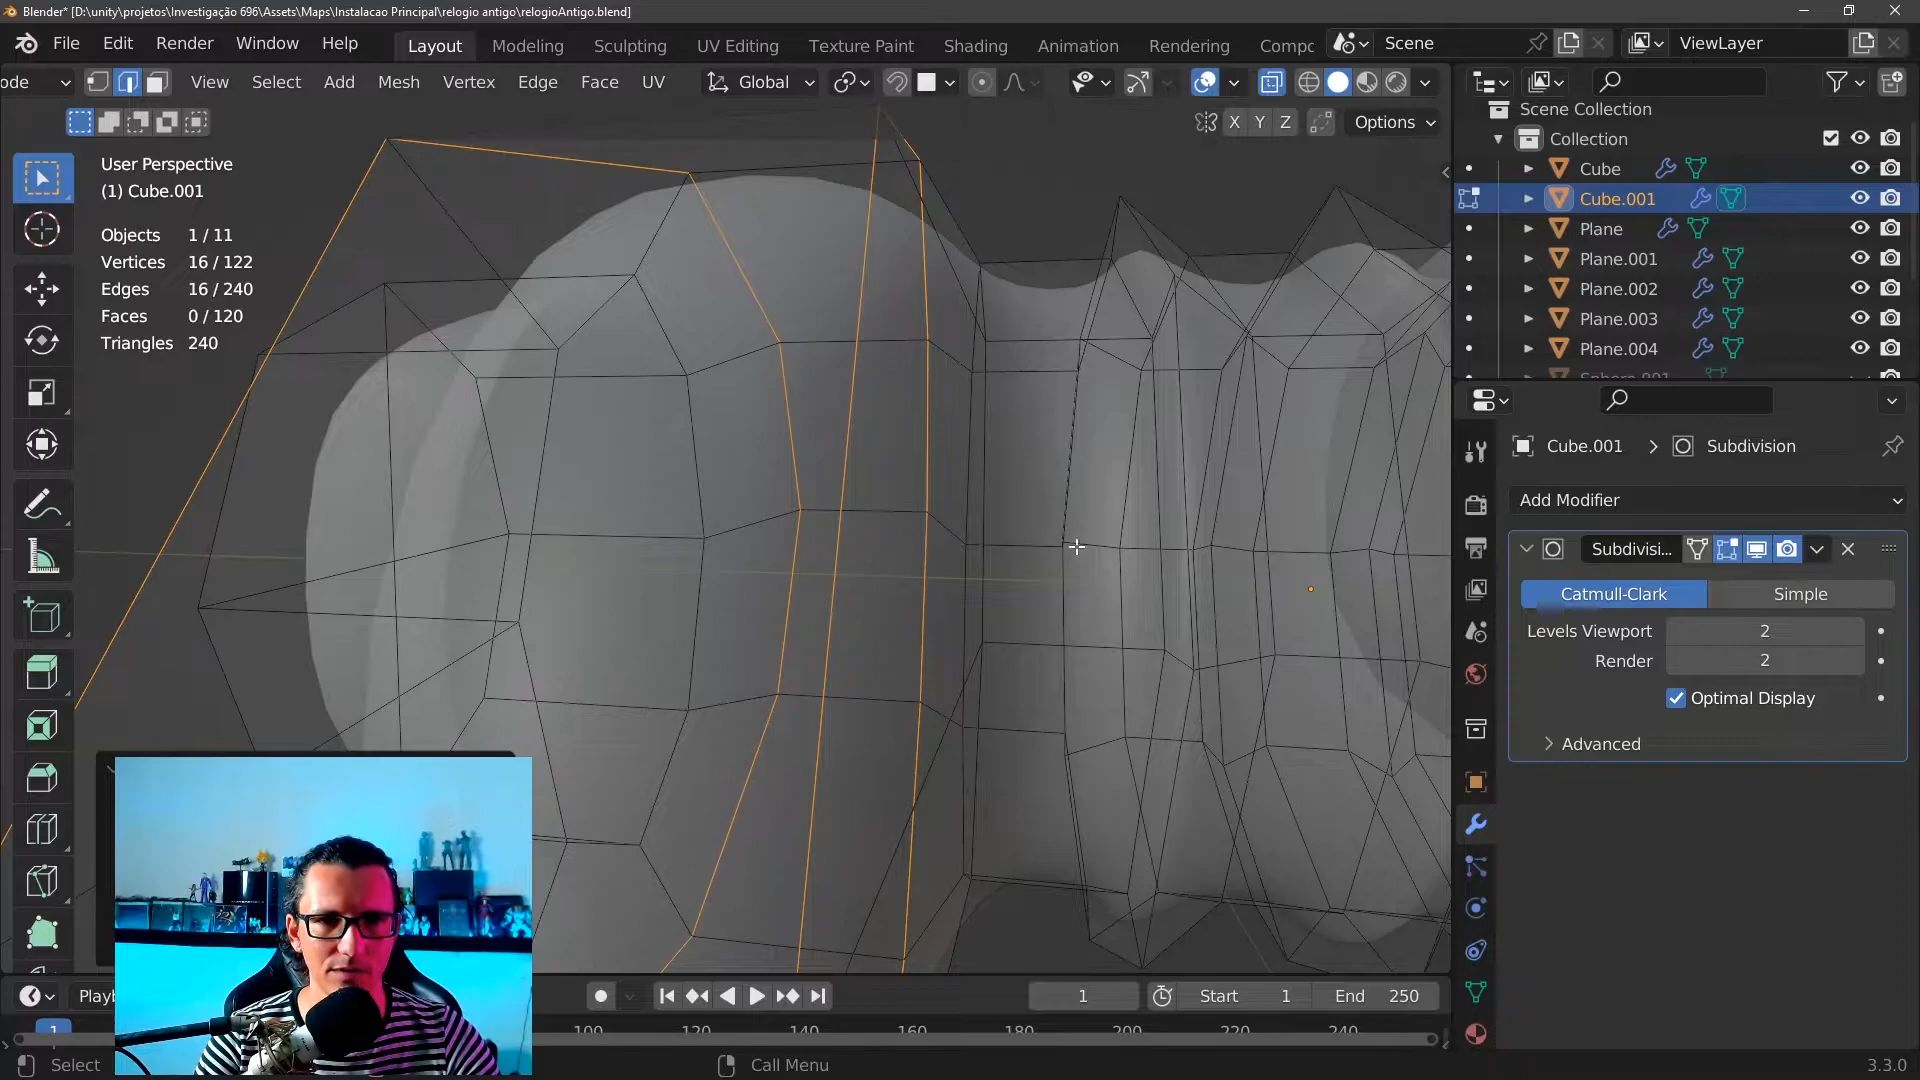 Blender* [D:\unity\projetos\Investigação 696\Assets\Maps\Instalacao Principal\relogio antigo\relogioAntigo.blend]
File Edit Render Window Help Layout Modeling Sculpting UV Editing Texture Paint Shading Animation Rendering Compc Scene ViewLayer
ode View Select Add Mesh Vertex Edge Face UV Global
X Y Z Options
User Perspective
(1) Cube.001
Objects 1 / 11
Vertices 16 / 122
Edges 16 / 240
Faces 0 / 120
Triangles 240
Scene Collection
Collection
Cube
Cube.001
Plane
Plane.001
Plane.002
Plane.003
Plane.004
Sphere.001
Cube.001 > Subdivision
Add Modifier
Subdivisi...
Catmull-Clark Simple
Levels Viewport 2
Render 2
Optimal Display
Advanced
Playb 1 Start 1 End 250
1 100 120 140 160 180 200 220 240
Select Call Menu 3.3.0